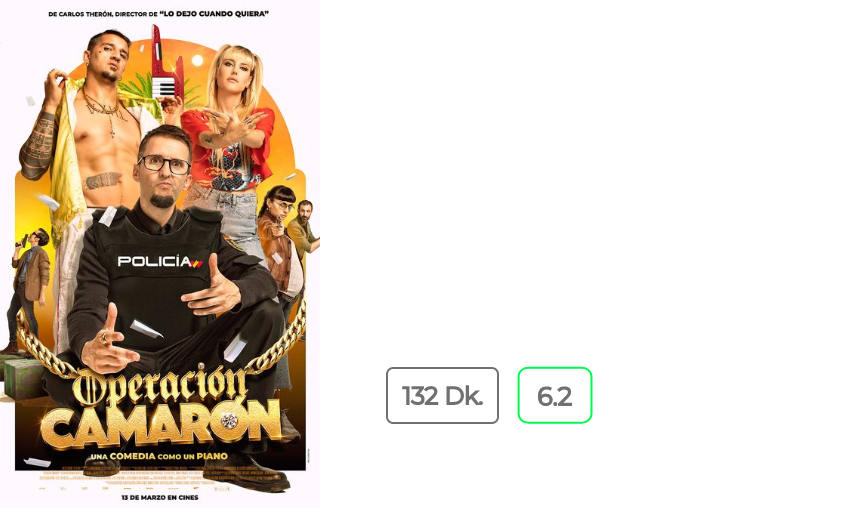 DE CARLOS THERÓN, DIRECTOR DE “LO DEJO CUANDO QUIERA”
POLICÍA
Operación
CAMARÓN
UNA COMEDIA COMO UN PIANO
13 DE MARZO EN CINES
132 Dk.
6.2